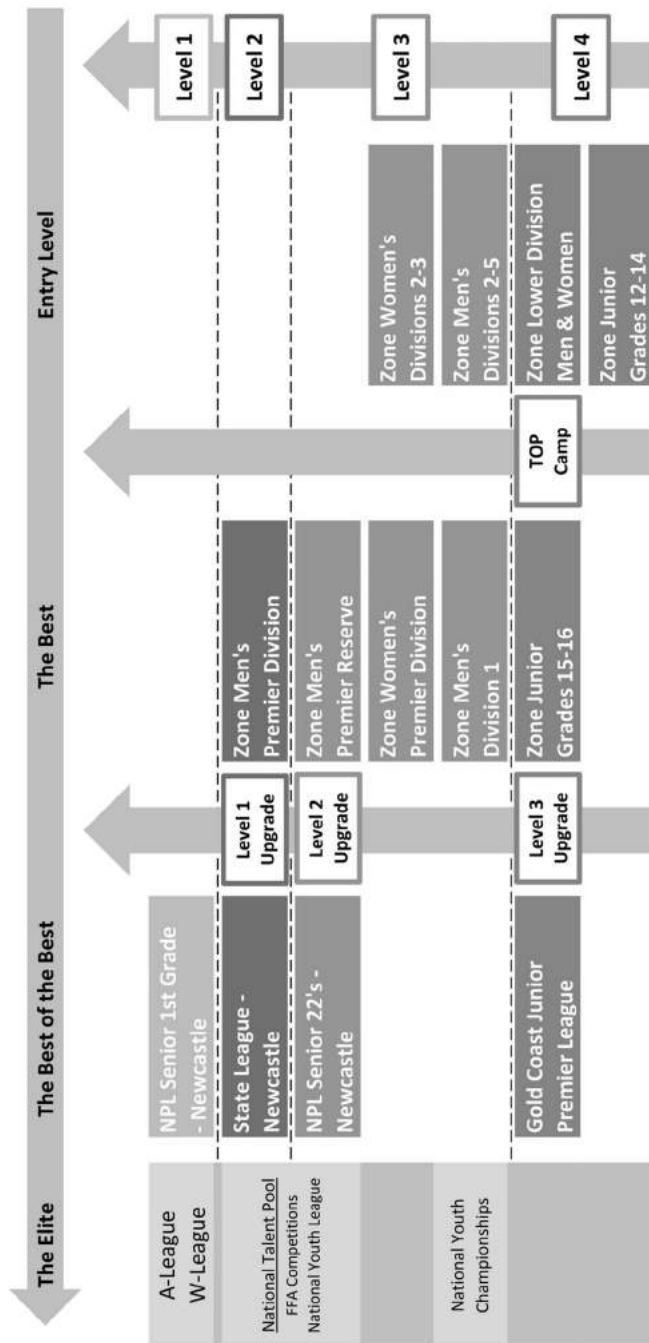 The Elite
The Best of the Best
The Best
Entry Level
A-League
W-League
NPL Senior 1st Grade
- Newcastle
Level 1
National Talent Pool
FFA Competitions
National Youth League
State League -
Newcastle
Level 1
Upgrade
Zone Men's
Premier Division
Level 2
NPL Senior 22's -
Newcastle
Level 2
Upgrade
Zone Men's
Premier Reserve
Zone Women's
Premier Division
Zone Women's
Divisions 2-3
Level 3
National Youth
Championships
Zone Men's
Division 1
Zone Men's
Divisions 2-5
Gold Coast Junior
Premier League
Level 3
Upgrade
Zone Junior
Grades 15-16
TOP
Camp
Zone Lower Division
Men & Women
Level 4
Zone Junior
Grades 12-14